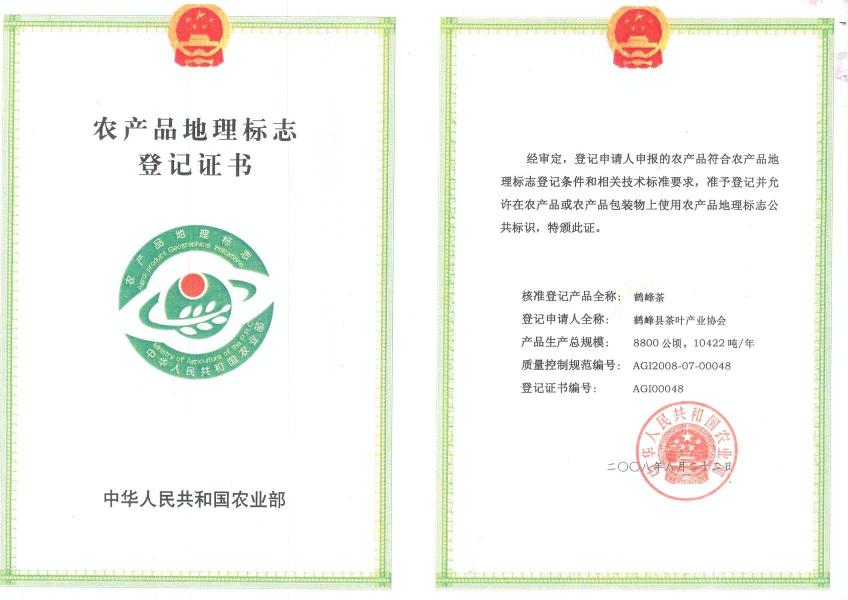 农产品地理标志
登记证书
农产品地理标志
Agro-product Geographical Indications
Ministry of Agriculture of the P.R.C
中华人民共和国农业部
中华人民共和国农业部
经审定，登记申请人申报的农产品符合农产品地
理标志登记条件和相关技术标准要求，准予登记并允
许在农产品或农产品包装物上使用农产品地理标志公
共标识，特颁此证。
核准登记产品全称： 鹤峰茶
登记申请人全称： 鹤峰县茶叶产业协会
产品生产总规模： 8800 公顷，10422 吨/年
质量控制规范编号： AGI2008-07-00048
登记证书编号： AGI00048
中华人民共和国农业部
二〇〇八年八月二十二日